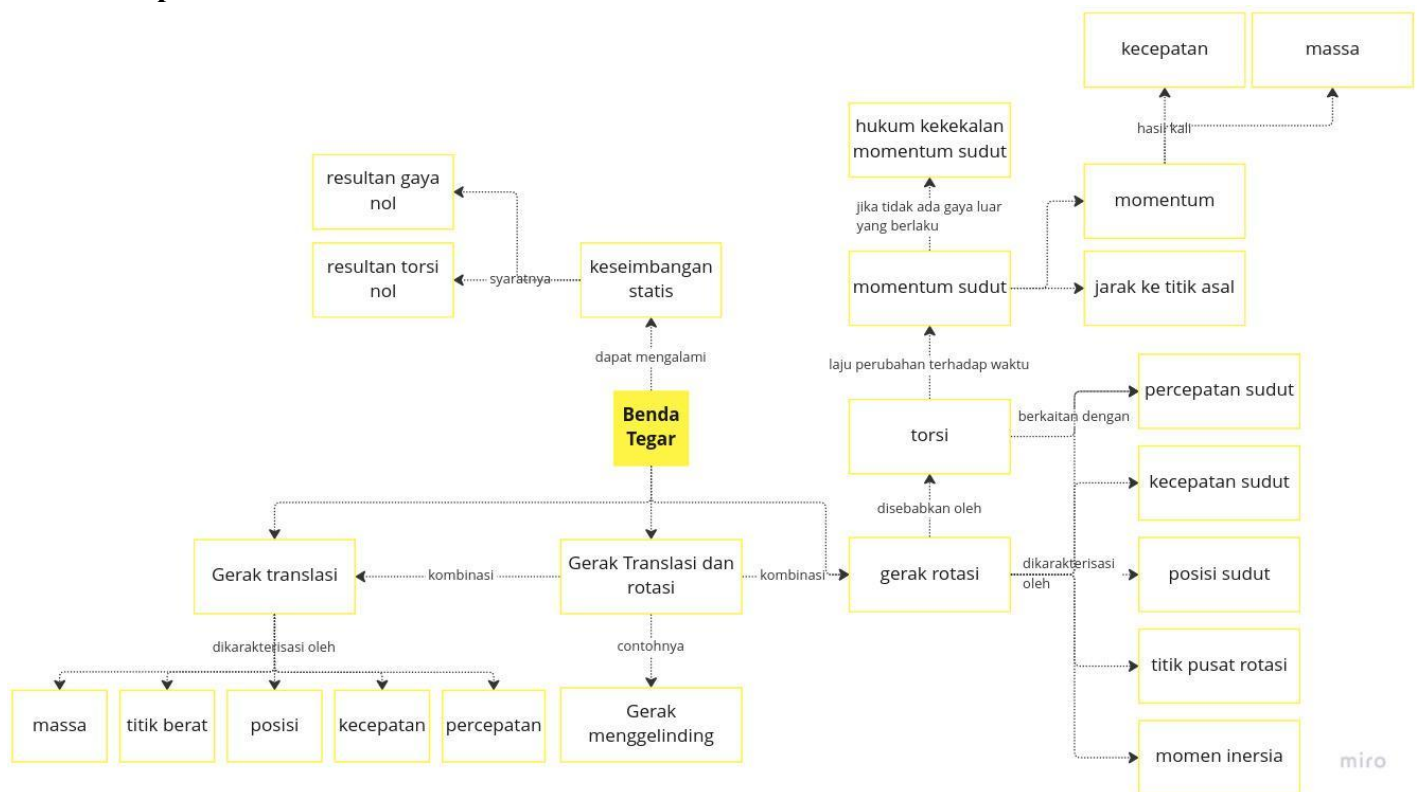 kecepatan
massa
hukum kekekalan
momentum sudut
hasil kali
resultan gaya
nol
jika tidak ada gaya luar
yang berlaku
momentum
resultan torsi
nol
syaratnya
keseimbangan
statis
momentum sudut
jarak ke titik asal
dapat mengalami
laju perubahan terhadap waktu
Benda
Tegar
torsi
berkaitan dengan
percepatan sudut
kecepatan sudut
disebabkan oleh
Gerak translasi
kombinasi
Gerak Translasi dan
rotasi
kombinasi
gerak rotasi
dikarakterisasi
oleh
posisi sudut
dikarakterisasi oleh
contohnya
titik pusat rotasi
massa
titik berat
posisi
kecepatan
percepatan
Gerak
menggelinding
momen inersia
miro